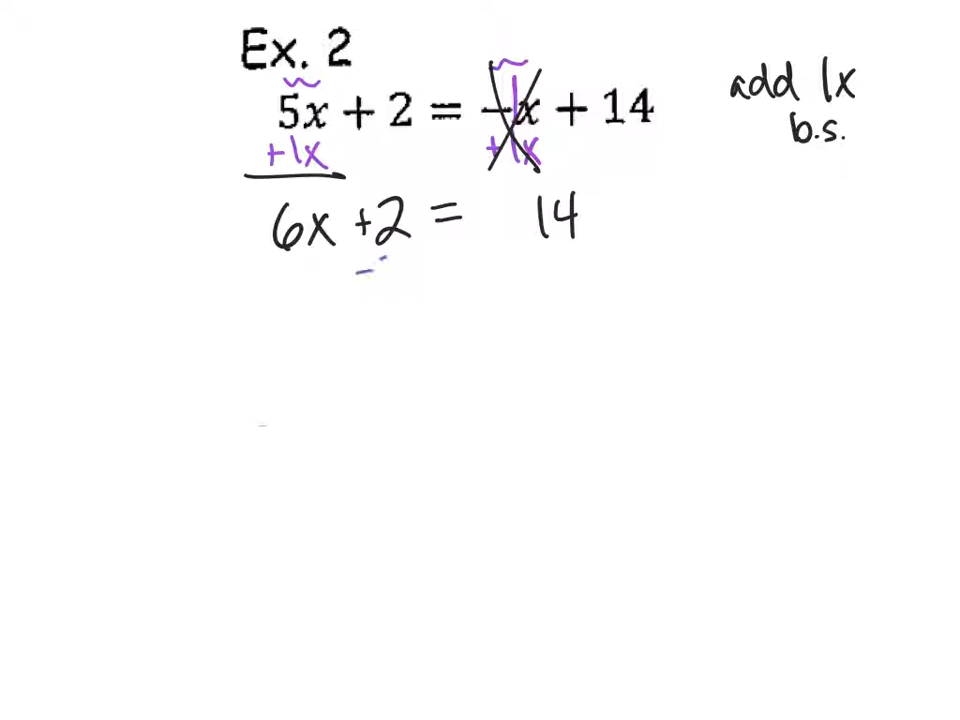 Ex. 2
5x + 2 = -1x + 14
add 1x
b.s.
+1x +1x
6x +2 = 14
-